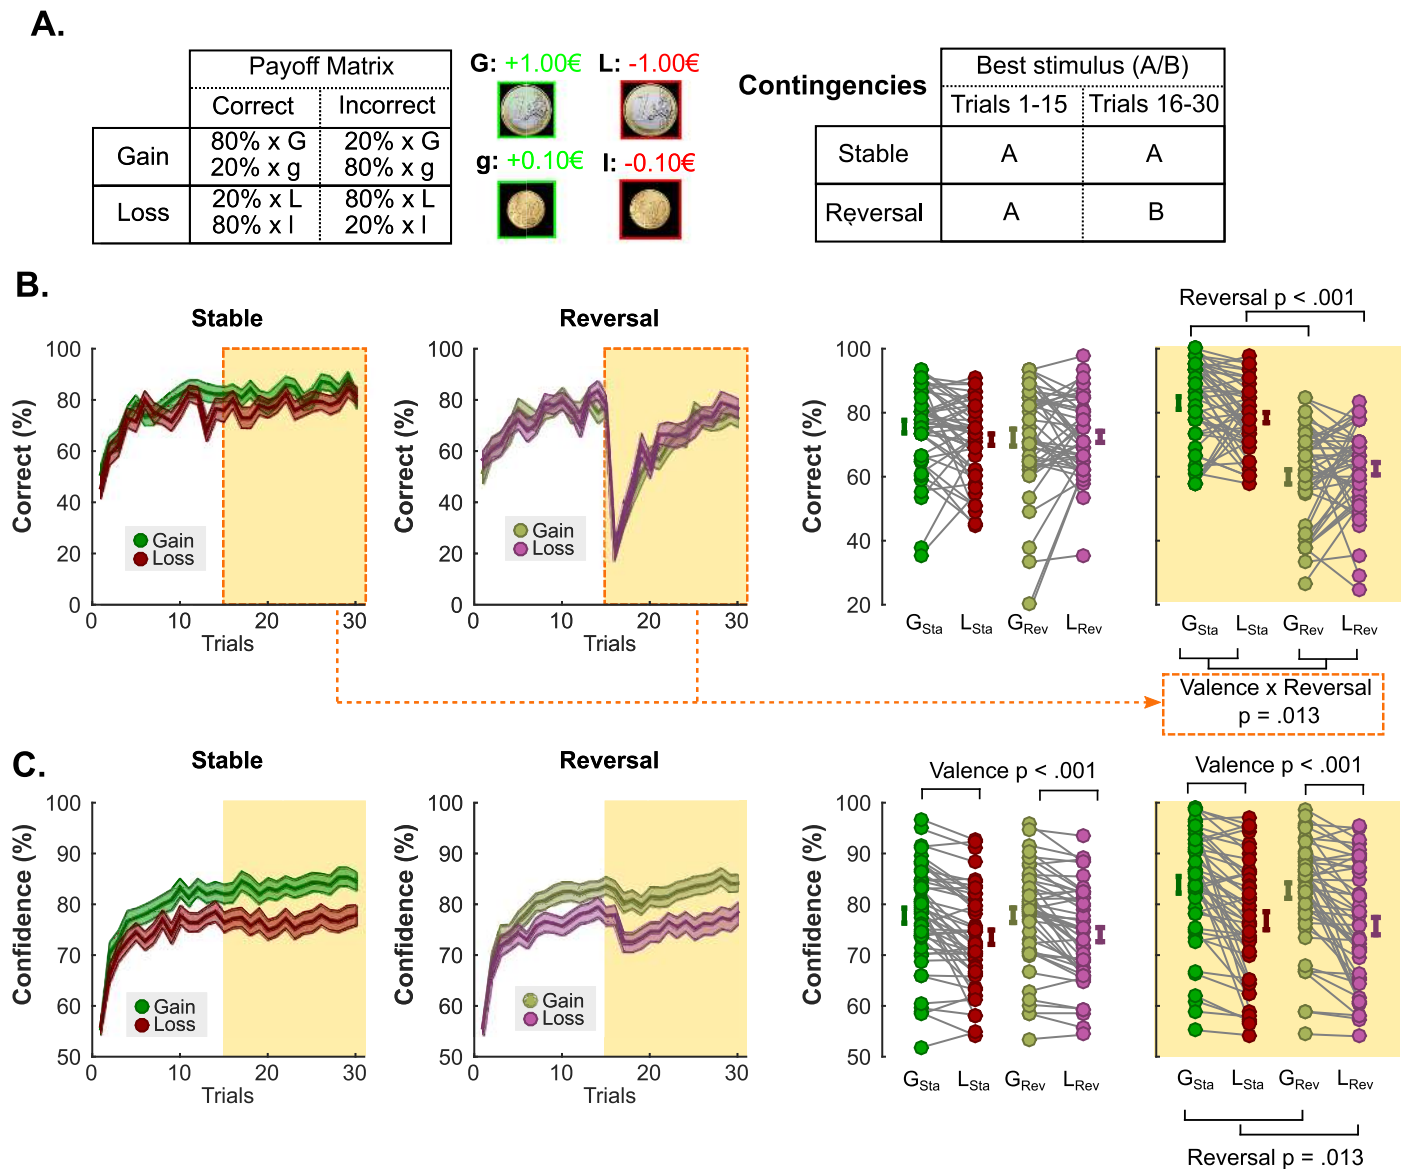 A.
Payoff Matrix
Correct Incorrect
Gain 80% x G 20% x G
20% x g 80% x g
Loss 20% x L 80% x L
80% x l 20% x l
G: +1.00€ L: -1.00€
g: +0.10€ l: -0.10€
Contingencies
Best stimulus (A/B)
Trials 1-15 Trials 16-30
Stable A A
Reversal A B
B.
Stable
Correct (%)
100
80
60
40
20
0
Gain
Loss
0 10 20 30
Trials
Reversal
Correct (%)
100
80
60
40
20
0
Gain
Loss
0 10 20 30
Trials
Correct (%)
100
80
60
40
20
GSta LSta GRev LRev
Reversal p < .001
GSta LSta GRev LRev
Valence x Reversal
p = .013
C.
Stable
Confidence (%)
100
90
80
70
60
50
Gain
Loss
0 10 20 30
Trials
Reversal
Confidence (%)
100
90
80
70
60
50
Gain
Loss
0 10 20 30
Trials
Valence p < .001
Confidence (%)
100
90
80
70
60
50
GSta LSta GRev LRev
Valence p < .001
GSta LSta GRev LRev
Reversal p = .013